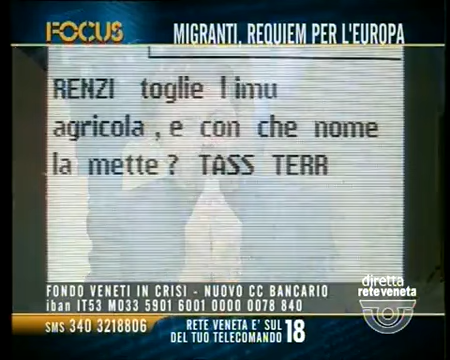 FOCUS
MIGRANTI, REQUIEM PER L'EUROPA
RENZI toglie l imu
agricola, e con che nome
la mette? TASS TERR
FONDO VENETI IN CRISI - NUOVO CC BANCARIO
iban IT53 M033 5901 6001 0000 0078 840
diretta
reteveneta
SMS 340 3218806
RETE VENETA E' SUL
DEL TUO TELECOMANDO 18